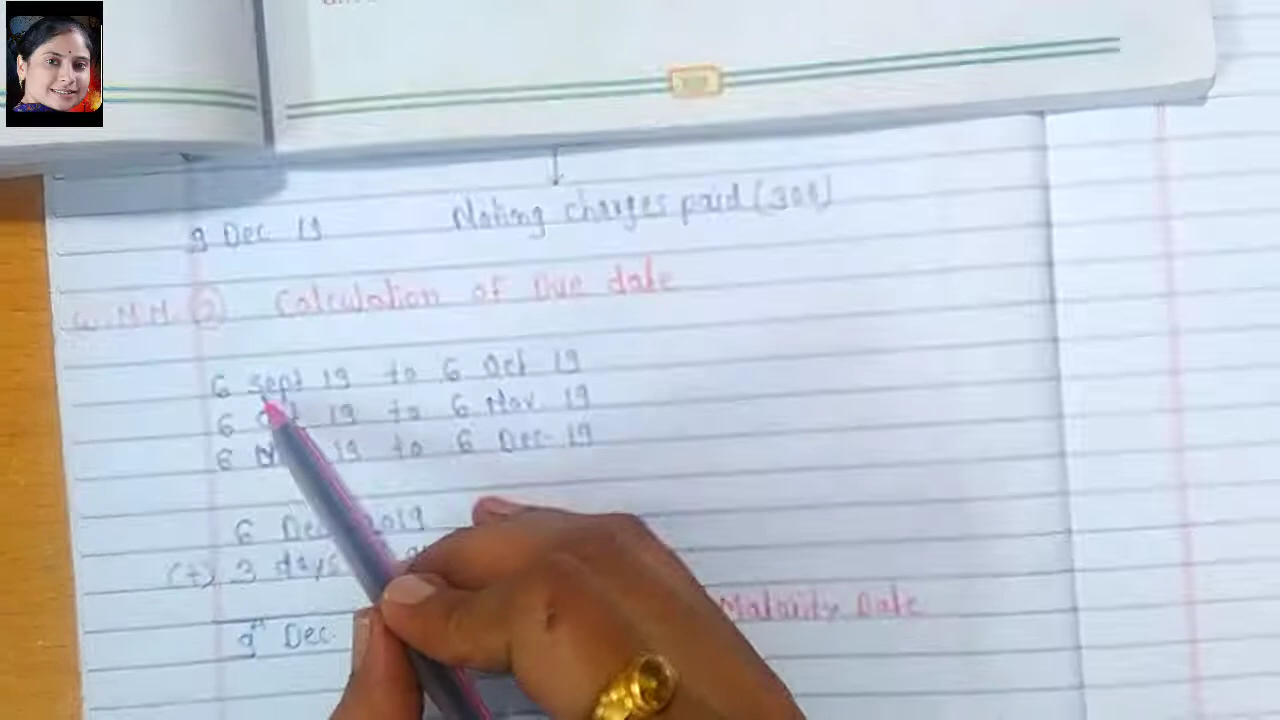 9 Dec 19 Noting charges paid (30₹)
W.N.N. 2 Calculation of Due date
6 Sept 19 to 6 Oct 19
6 19 to 6 Nov 19
6 19 to 6 Dec 19
6 Dec 2019
(+) 3 days
9th Dec. Maturity Date